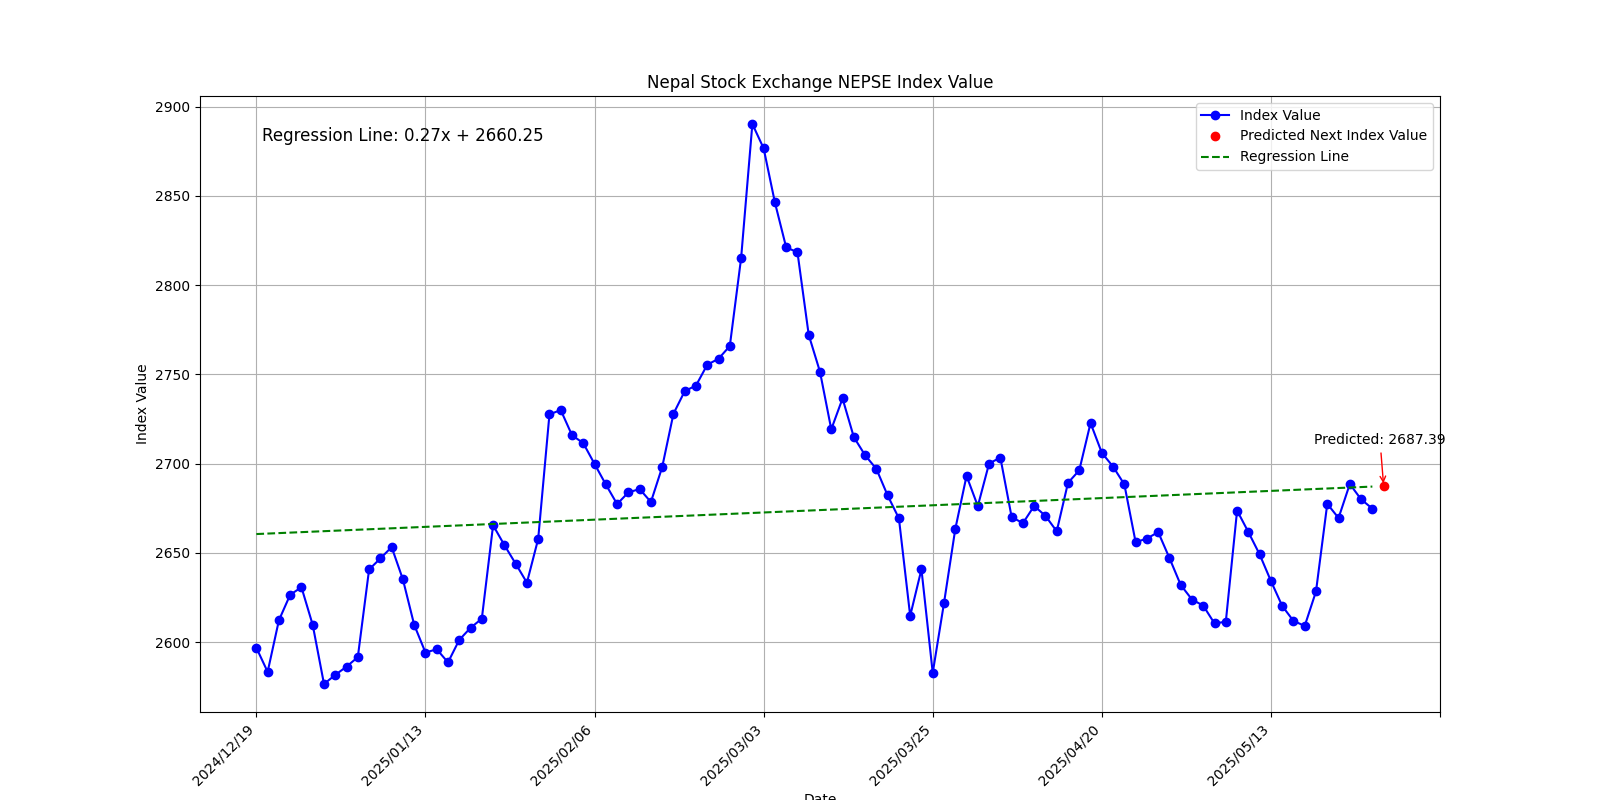 Nepal Stock Exchange NEPSE Index Value
Regression Line: 0.27x + 2660.25
Index Value
Predicted Next Index Value
Regression Line
2900
2850
2800
2750
2700
2650
2600
Index Value
Predicted: 2687.39
2024/12/19
2025/01/13
2025/02/06
2025/03/03
2025/03/25
2025/04/20
2025/05/13
Date